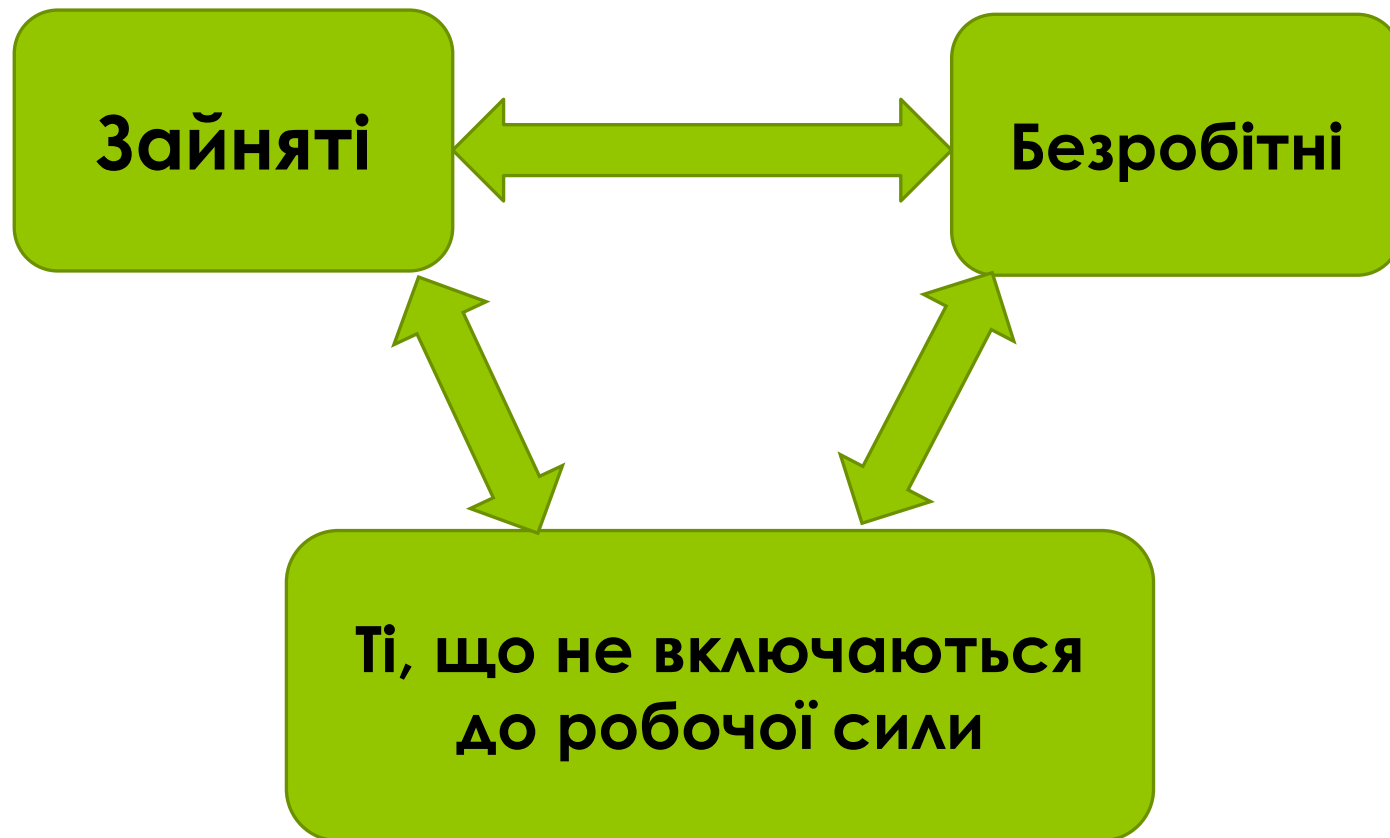 Зайняті
Безробітні
Ті, що не включаються
до робочої сили